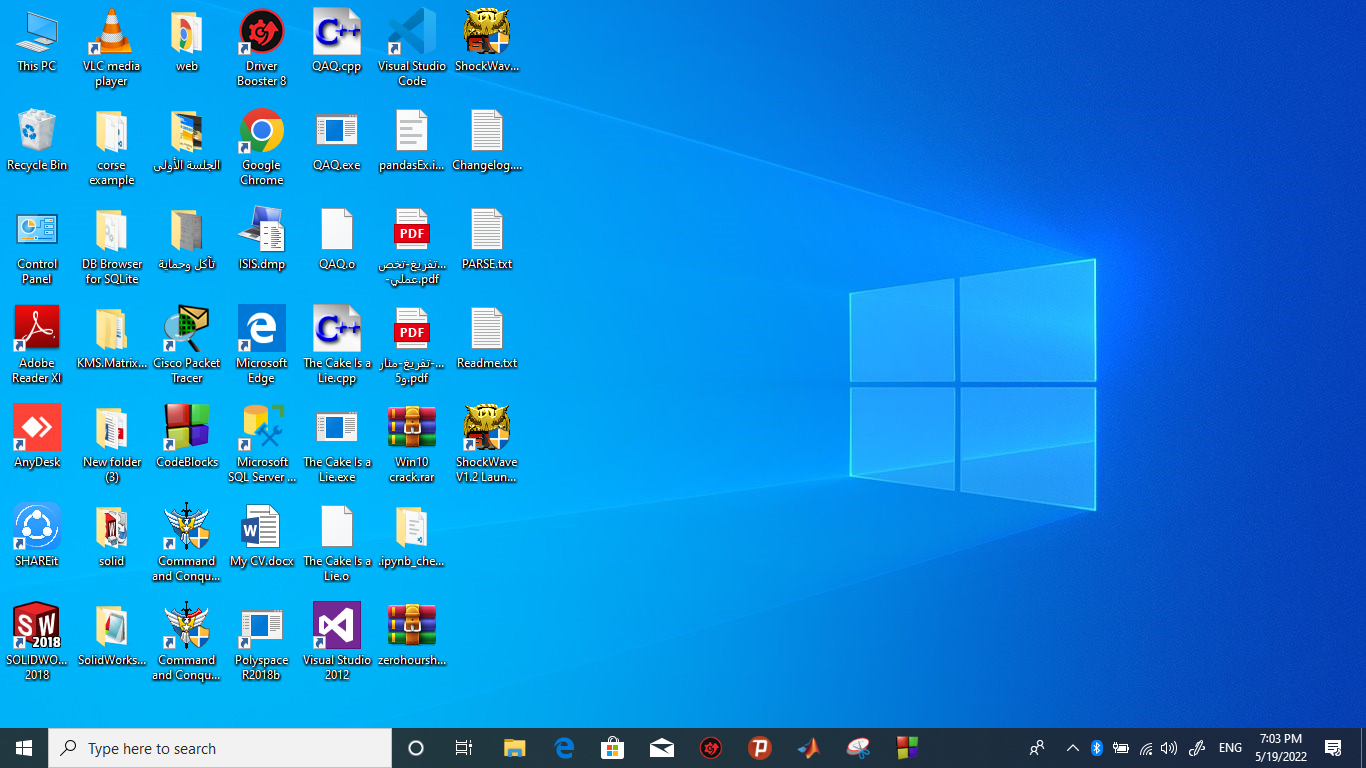 This PC
VLC media
player
web
Driver
Booster 8
QAQ.cpp
Visual Studio
Code
ShockWav...
Recycle Bin
corse
example
الجلسة الأولى
Google
Chrome
QAQ.exe
pandasEx.i...
Changelog....
Control
Panel
DB Browser
for SQLite
تآكل وحماية
ISIS.dmp
QAQ.o
PDF
تفريغ-تخص...
-عملي.pdf
PARSE.txt
Adobe
Reader XI
KMS.Matrix...
Cisco Packet
Tracer
Microsoft
Edge
The Cake Is a
Lie.cpp
PDF
تفريغ-منار-...
و5.pdf
Readme.txt
AnyDesk
New folder
(3)
CodeBlocks
Microsoft
SQL Server ...
The Cake Is a
Lie.exe
Win10
crack.rar
ShockWave
V1.2 Laun...
SHAREit
solid
Command
and Conqu...
My CV.docx
The Cake Is a
Lie.o
.ipynb_che...
SW
2018
SOLIDWO...
2018
SolidWorks...
Command
and Conqu...
Polyspace
R2018b
Visual Studio
2012
zerohoursh...
Type here to search
ENG
7:03 PM
5/19/2022